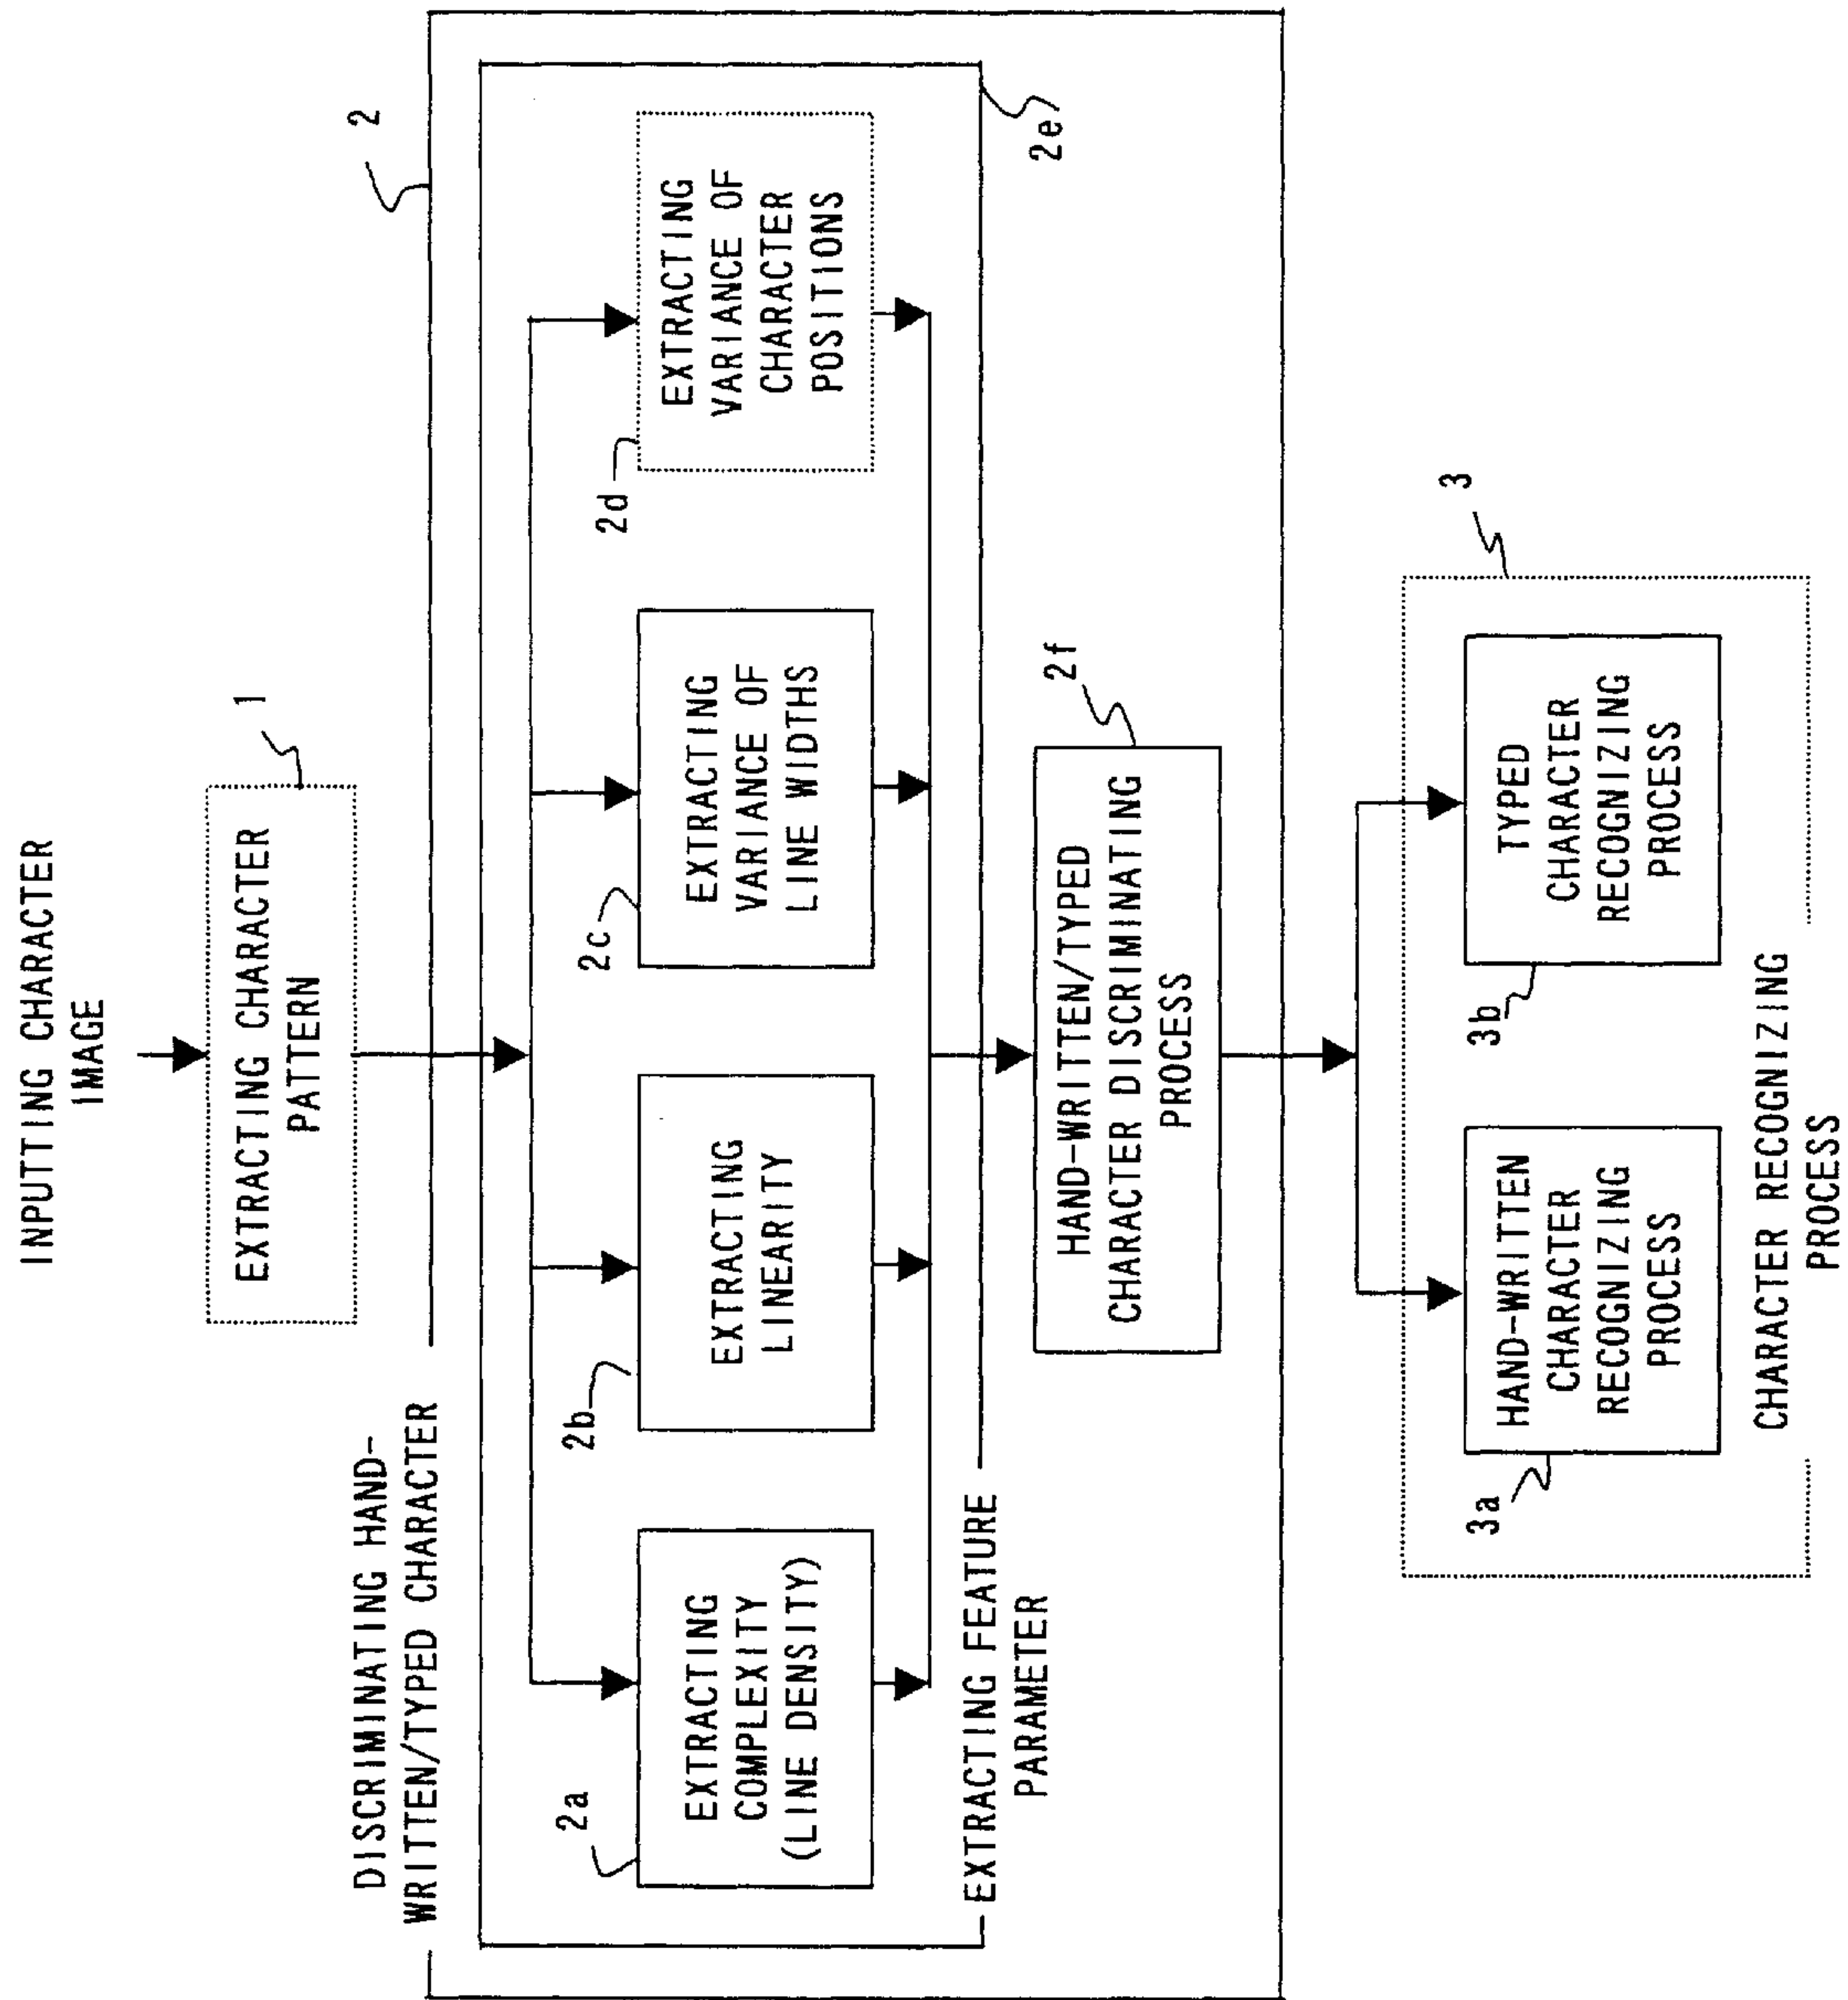 INPUTTING CHARACTER
IMAGE
1
EXTRACTING CHARACTER
PATTERN
DISCRIMINATING HAND-
WRITTEN/TYPED CHARACTER
2
2a
EXTRACTING
COMPLEXITY
(LINE DENSITY)
2b
EXTRACTING
LINEARITY
2c
EXTRACTING
VARIANCE OF
LINE WIDTHS
2d
EXTRACTING
VARIANCE OF
CHARACTER
POSITIONS
EXTRACTING FEATURE
PARAMETER
2e
2f
HAND-WRITTEN/TYPED
CHARACTER DISCRIMINATING
PROCESS
3
3a
HAND-WRITTEN
CHARACTER
RECOGNIZING
PROCESS
3b
TYPED
CHARACTER
RECOGNIZING
PROCESS
CHARACTER RECOGNIZING
PROCESS